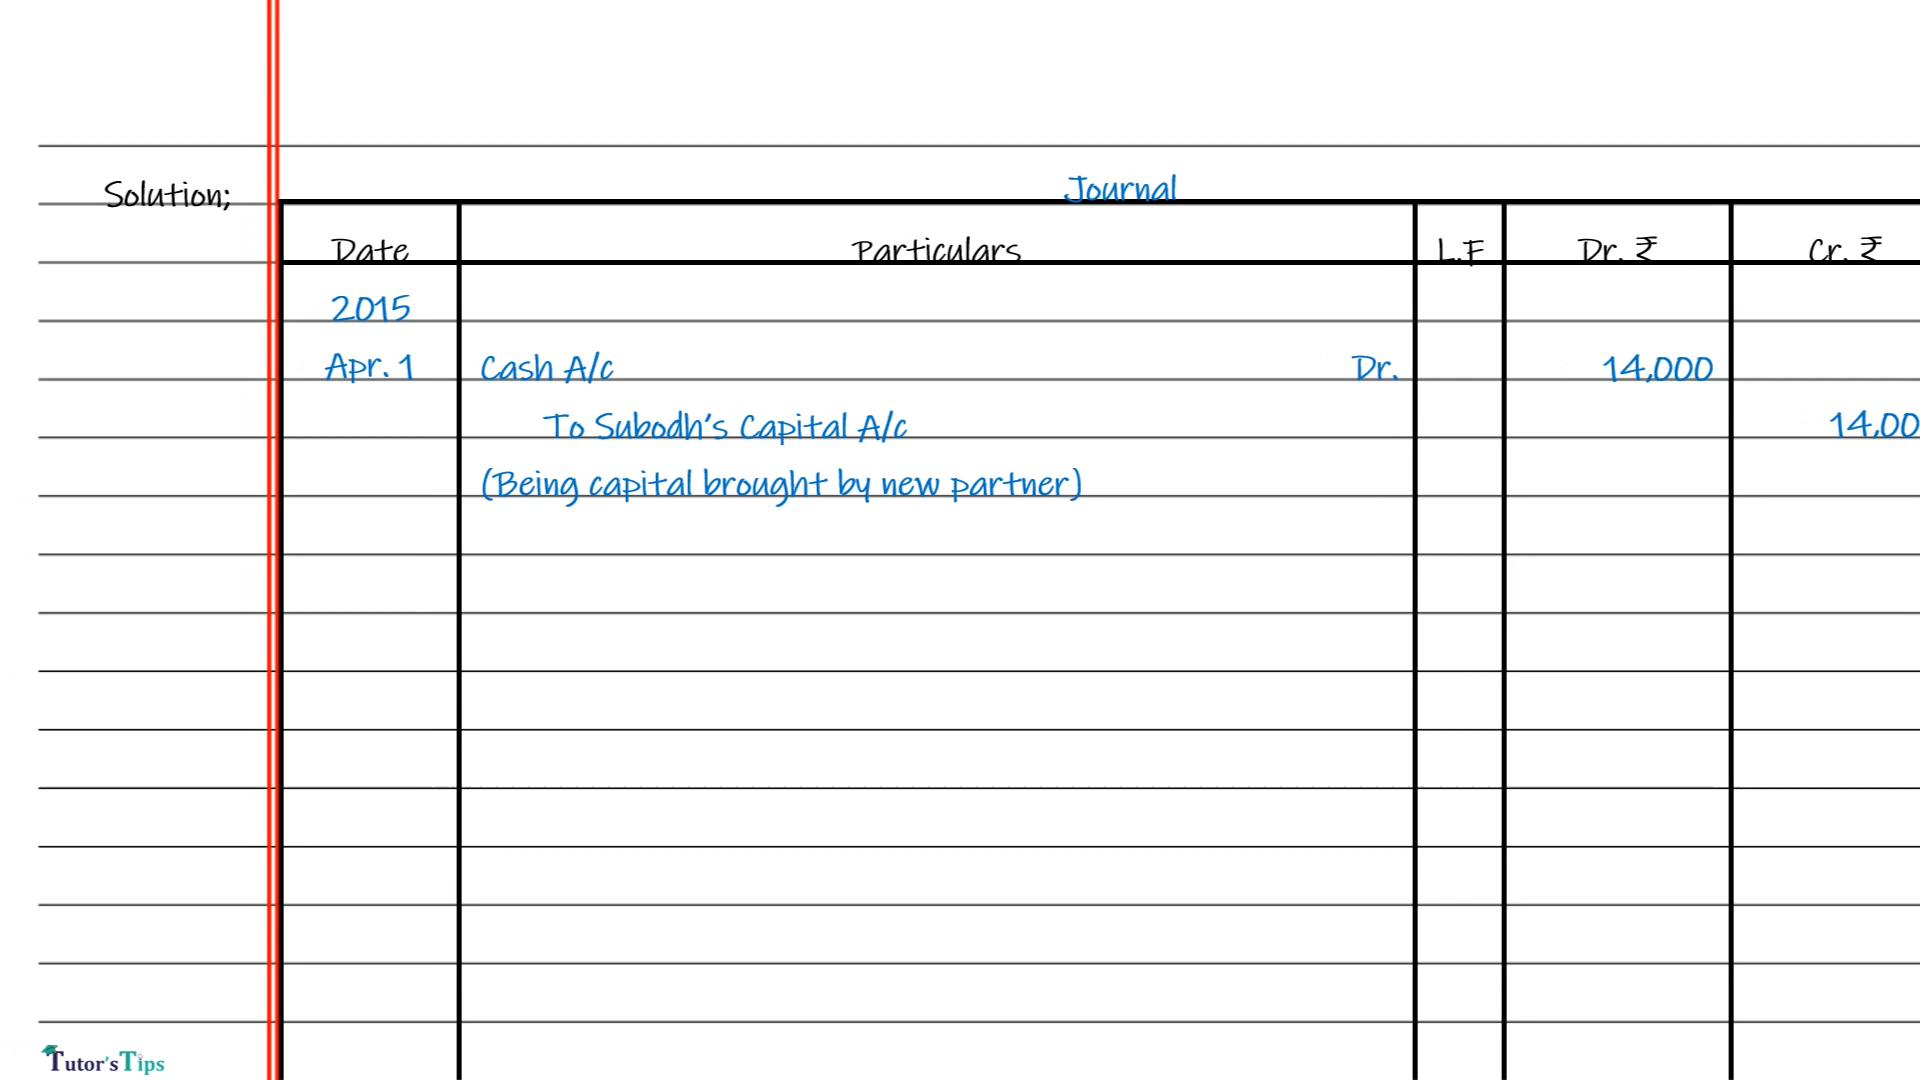 Journal
Solution;
Date Particulars L.F Dr. ₹ Cr. ₹
2015
Apr. 1 Cash A/c Dr. 14,000
To Subodh's Capital A/c 14,00
(Being capital brought by new partner)
Tutor'sTips